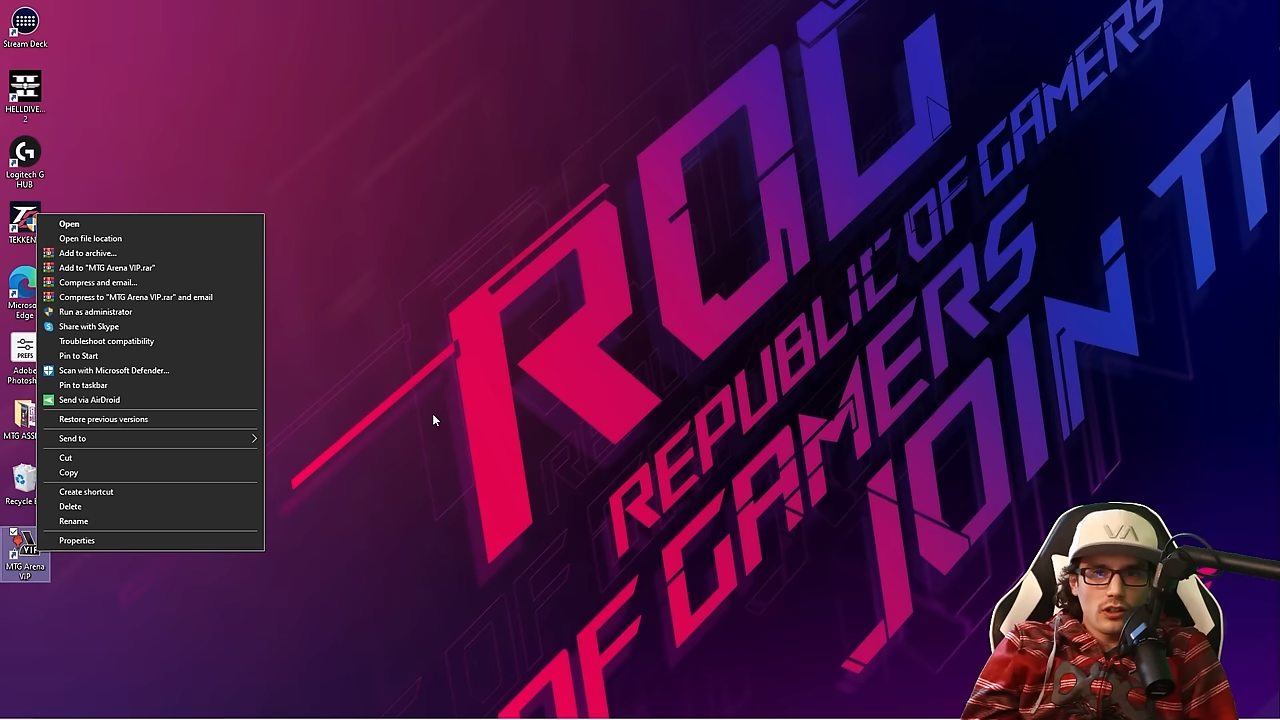 Stream Deck
HELLDIVE...
2
Logitech G
HUB
TEKKEN
Microso
Edge
PREFS
Adobe
Photosh
MTG ASS
Recycle
VIP
MTG Arena
VIP
Open
Open file location
Add to archive...
Add to "MTG Arena VIP.rar"
Compress and email...
Compress to "MTG Arena VIP.rar" and email
Run as administrator
Share with Skype
Troubleshoot compatibility
Pin to Start
Scan with Microsoft Defender...
Pin to taskbar
Send via AirDroid
Restore previous versions
Send to
Cut
Copy
Create shortcut
Delete
Rename
Properties
ROG
REPUBLIC OF GAMERS
OF GAMERS
JOIN TH
VA